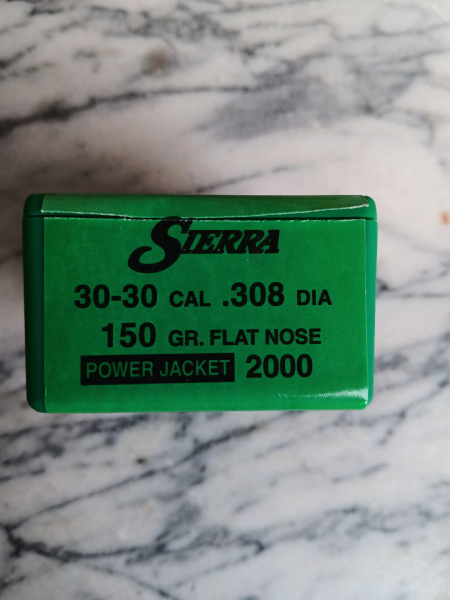 SIERRA
30-30 CAL .308 DIA
150 GR. FLAT NOSE
POWER JACKET 2000